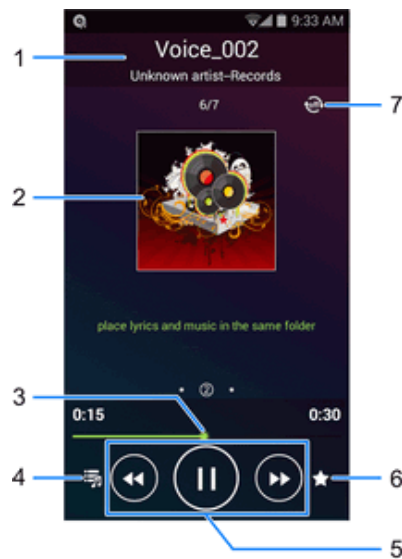 9:33 AM
1
Voice_002
Unknown artist–Records
6/7
7
2
place lyrics and music in the same folder
②
3
0:15
0:30
4
6
5